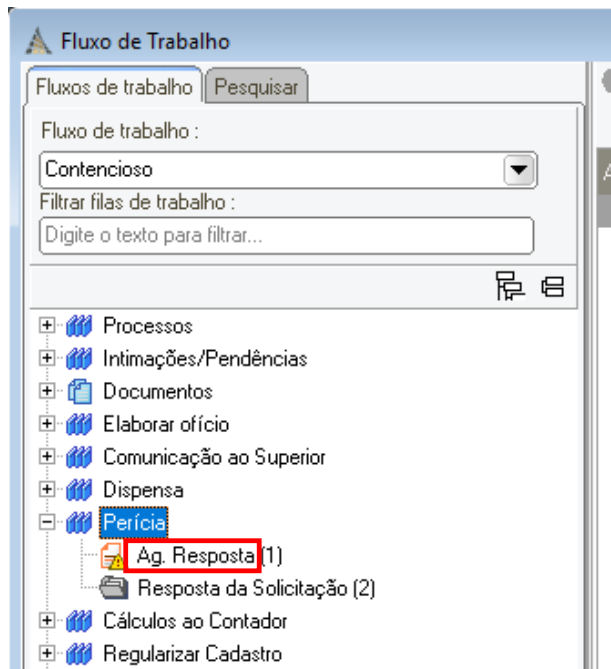 Fluxo de Trabalho
Fluxos de trabalho Pesquisar
Fluxo de trabalho :
Contencioso
Filtrar filas de trabalho :
Digite o texto para filtrar...
Processos
Intimações/Pendências
Documentos
Elaborar ofício
Comunicação ao Superior
Dispensa
Perícia
Ag. Resposta (1)
Resposta da Solicitação (2)
Cálculos ao Contador
Regularizar Cadastro